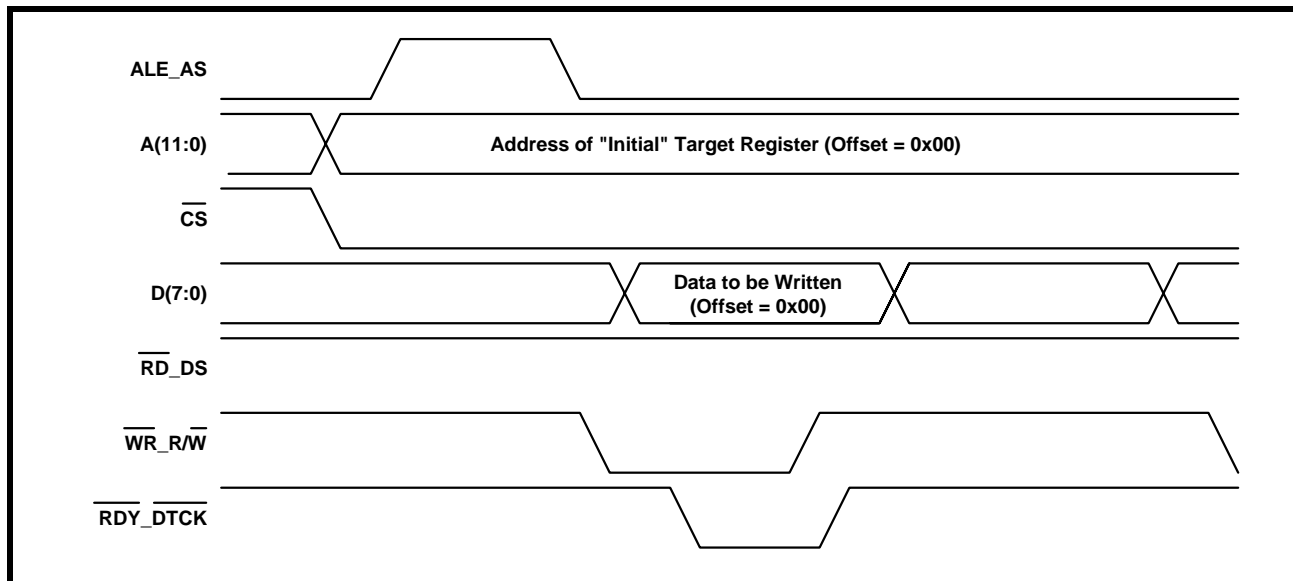 ALE_AS
A(11:0)
Address of "Initial" Target Register (Offset = 0x00)
CS
D(7:0)
Data to be Written
(Offset = 0x00)
RD_DS
WR_R/W
RDY_DTCK